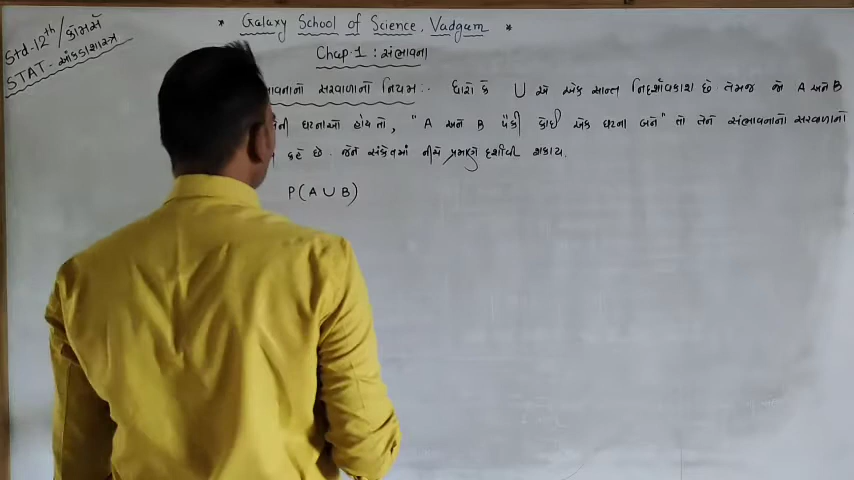 Std-12th / કોમર્સ
STAT - આંકડાશાસ્ત્ર
* Galaxy School of Science, Vadgam *
Chap-1 : સંભાવના
સરવાળાનો નિયમ :- ધારો કે U એ એક સાન્ત નિદર્શાવકાશ છે તેમજ જો A અને B
ઘટનાઓ હોય તો, "A અને B પૈકી કોઈ એક ઘટના બને" તો તેને સંભાવનાનો સરવાળાનો
કહે છે. જેને સંકેતમાં નીચે પ્રમાણે દર્શાવી શકાય.
P(A ∪ B)